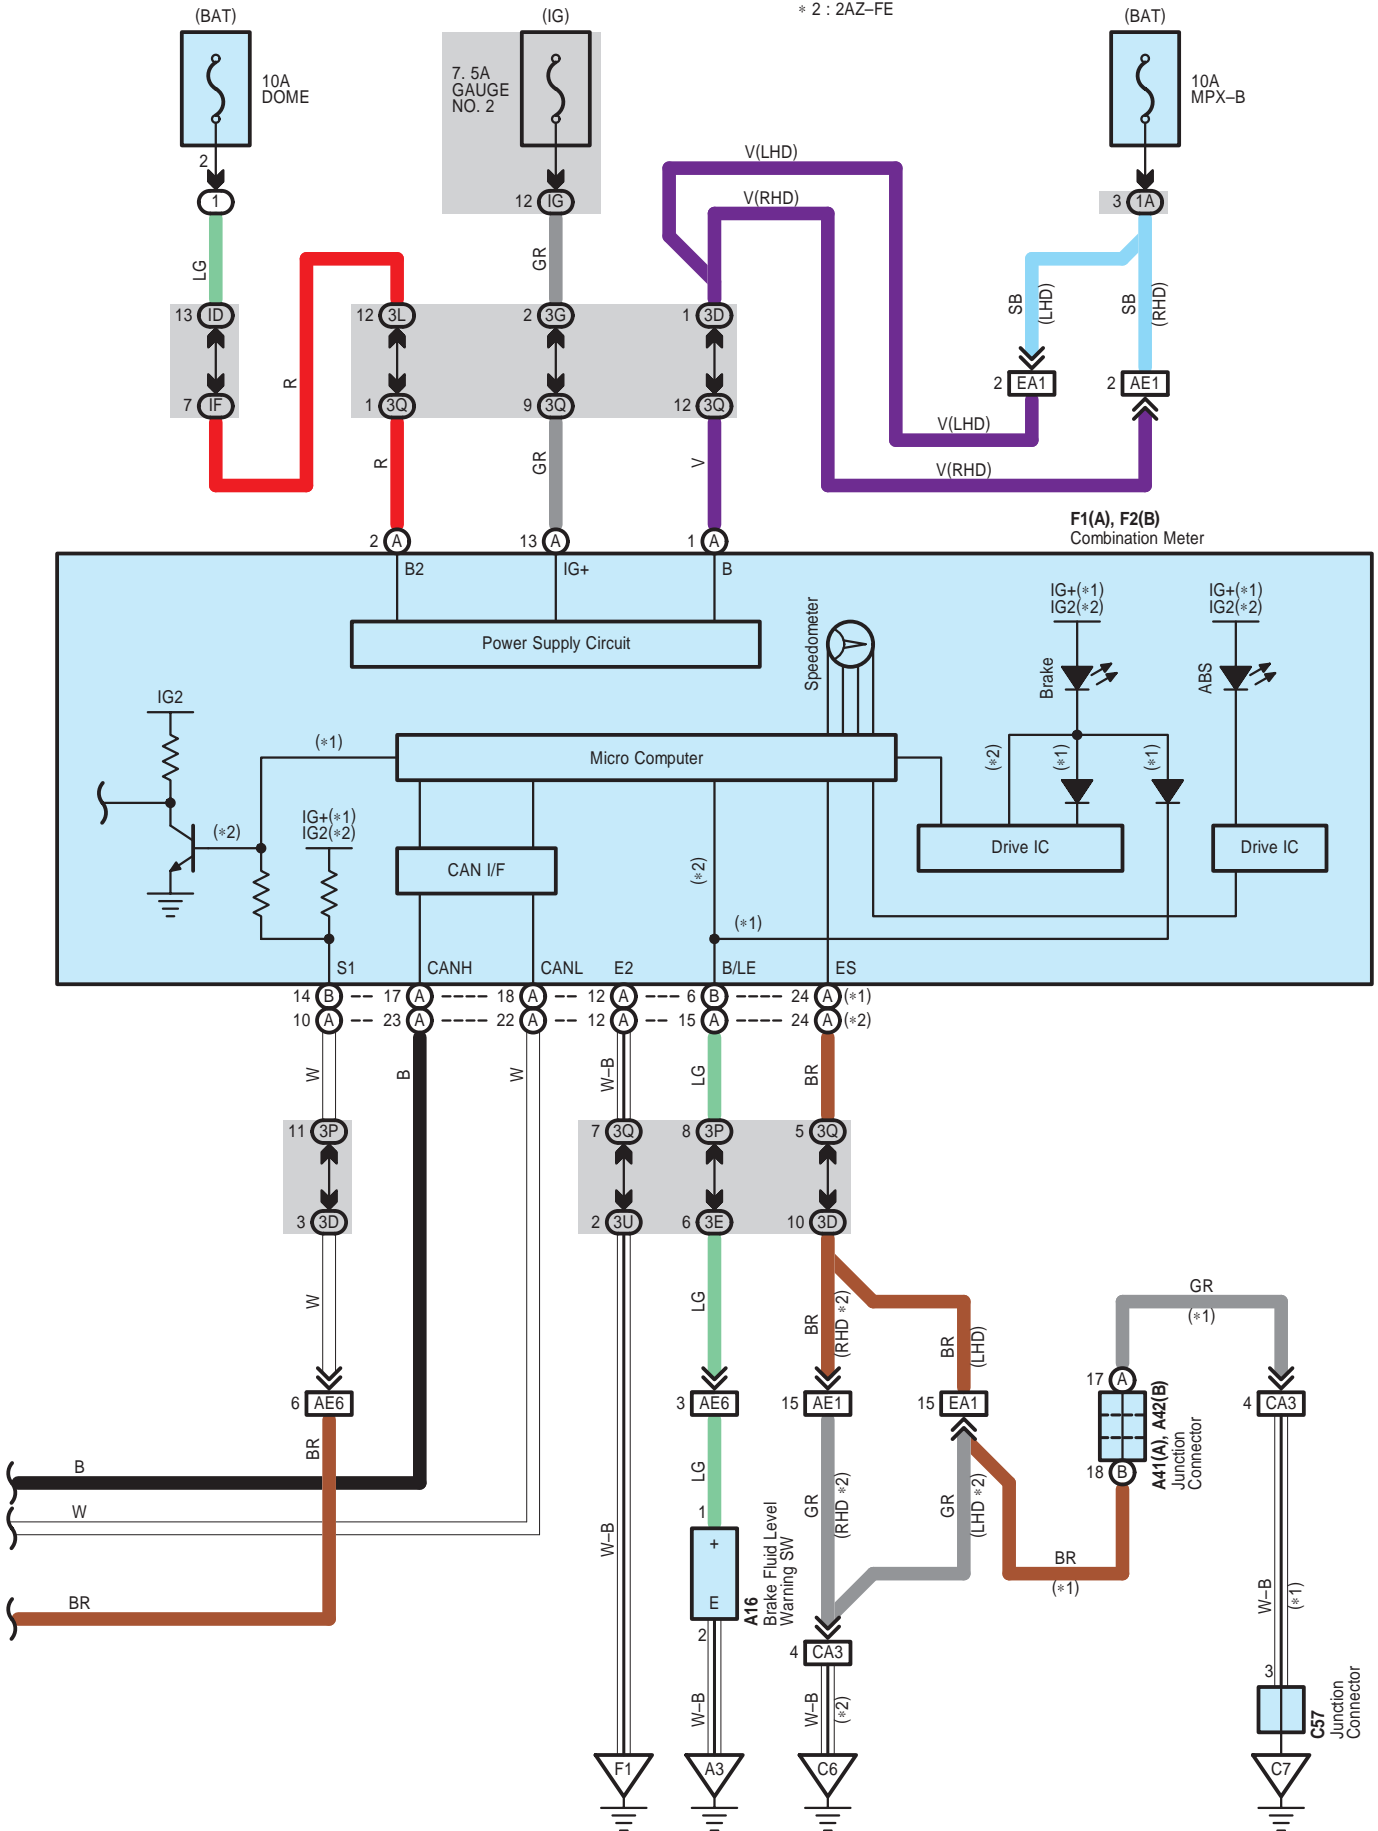 (BAT)
(IG)
∗ 2 : 2AZ–FE
(BAT)
10A
DOME
7. 5A
GAUGE
NO. 2
10A
MPX–B
2
1
12 IG
3 1A
V(LHD)
V(RHD)
LG
GR
SB
(LHD)
SB
(RHD)
13 ID
12 3L
2 3G
1 3D
R
2 EA1
2 AE1
7 IF
1 3Q
9 3Q
12 3Q
V(LHD)
V(RHD)
R
GR
V
F1(A), F2(B)
Combination Meter
2 A
13 A
1 A
B2
IG+
B
Power Supply Circuit
Speedometer
IG+(∗1)
IG2(∗2)
IG+(∗1)
IG2(∗2)
Brake
ABS
IG2
(∗1)
Micro Computer
(∗2)
(∗1)
(∗1)
(∗2)
IG+(∗1)
IG2(∗2)
CAN I/F
(∗2)
Drive IC
Drive IC
(∗1)
S1
CANH
CANL
E2
B/LE
ES
14 B 17 A 18 A 12 A 6 B 24 A (∗1)
10 A 23 A 22 A 12 A 15 A 24 A (∗2)
W
B
W
W–B
LG
BR
11 3P
7 3Q
8 3P
5 3Q
3 3D
2 3U
6 3E
10 3D
W
LG
BR
(RHD ∗2)
BR
(LHD)
GR
(∗1)
17 A
6 AE6
3 AE6
15 AE1
15 EA1
A41(A), A42(B)
Junction
Connector
4 CA3
BR
B
LG
18 B
W
1
GR
(RHD ∗2)
GR
(LHD ∗2)
W–B
+
E
A16
Brake Fluid Level
Warning SW
BR
(∗1)
BR
2
4 CA3
W–B
(∗1)
W–B
W–B
(∗2)
3
C57
Junction
Connector
F1
A3
C6
C7